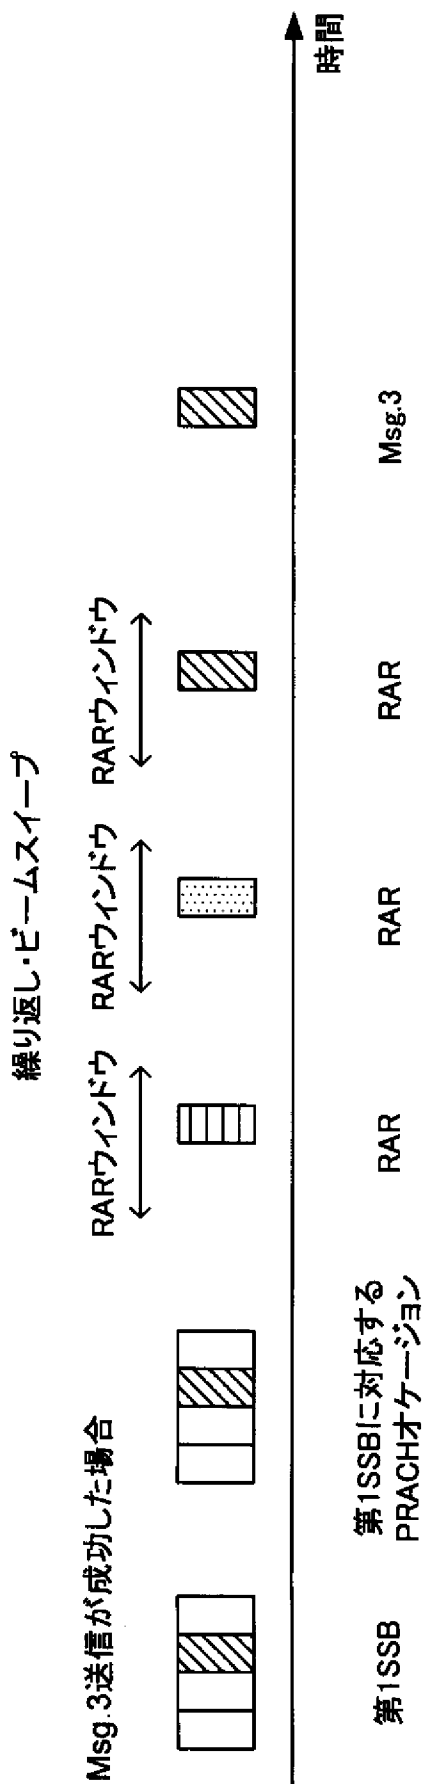 繰り返し・ビームスイープ
Msg.3送信が成功した場合
RARウィンドウ
RARウィンドウ
RARウィンドウ
第1SSB
第1SSBに対応する
PRACHオケージョン
RAR
RAR
RAR
Msg.3
時間